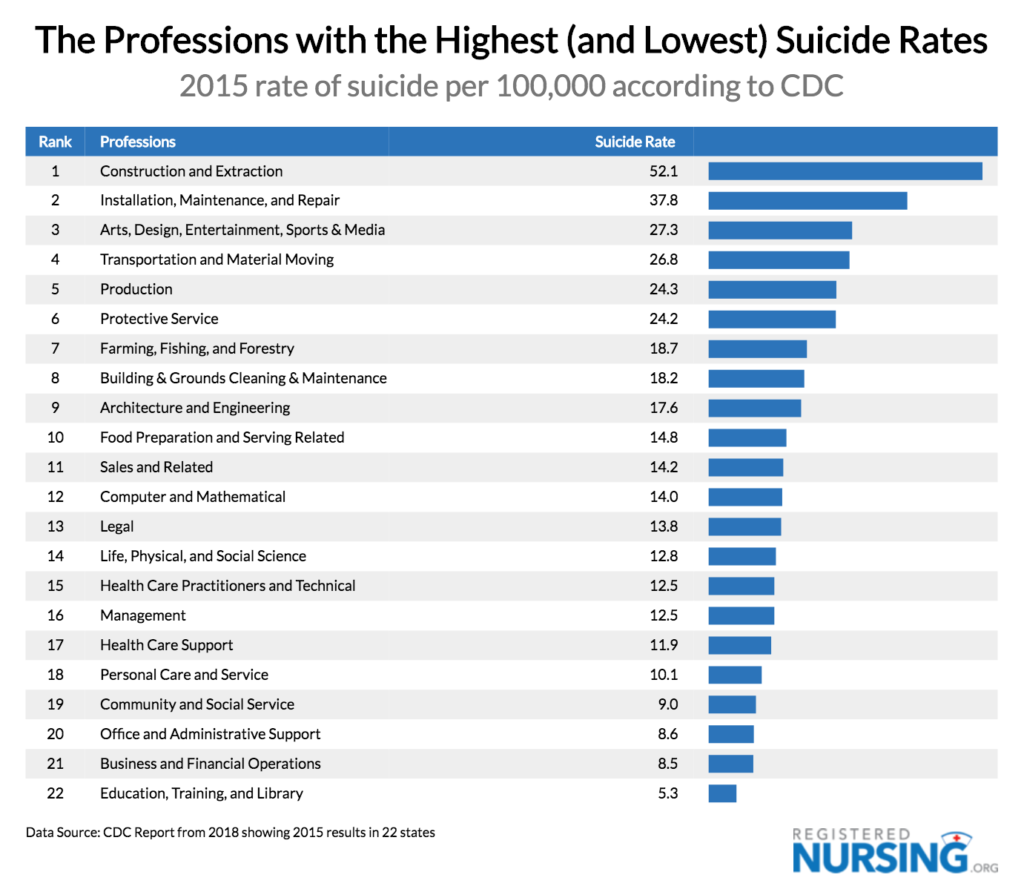 The Professions with the Highest (and Lowest) Suicide Rates
2015 rate of suicide per 100,000 according to CDC
Rank Professions Suicide Rate
1 Construction and Extraction 52.1
2 Installation, Maintenance, and Repair 37.8
3 Arts, Design, Entertainment, Sports & Media 27.3
4 Transportation and Material Moving 26.8
5 Production 24.3
6 Protective Service 24.2
7 Farming, Fishing, and Forestry 18.7
8 Building & Grounds Cleaning & Maintenance 18.2
9 Architecture and Engineering 17.6
10 Food Preparation and Serving Related 14.8
11 Sales and Related 14.2
12 Computer and Mathematical 14.0
13 Legal 13.8
14 Life, Physical, and Social Science 12.8
15 Health Care Practitioners and Technical 12.5
16 Management 12.5
17 Health Care Support 11.9
18 Personal Care and Service 10.1
19 Community and Social Service 9.0
20 Office and Administrative Support 8.6
21 Business and Financial Operations 8.5
22 Education, Training, and Library 5.3
Data Source: CDC Report from 2018 showing 2015 results in 22 states
REGISTERED
NURSING.ORG